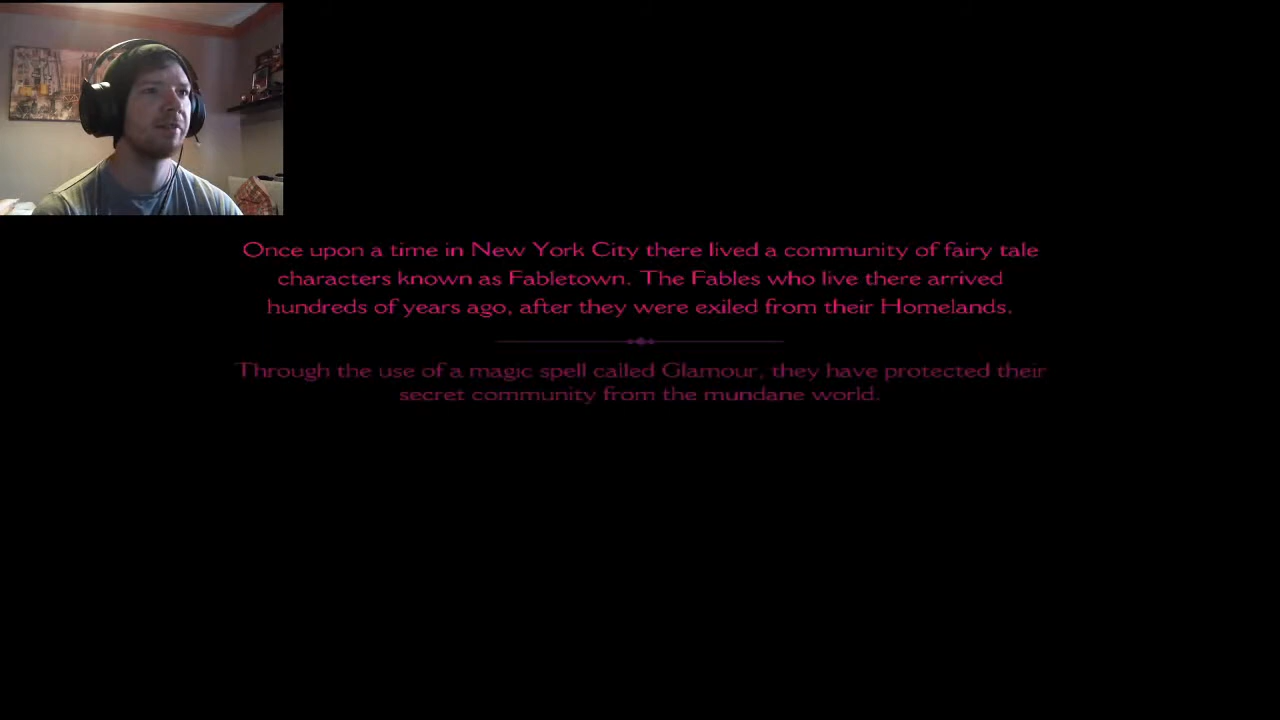 Once upon a time in New York City there lived a community of fairy tale
characters known as Fabletown. The Fables who live there arrived
hundreds of years ago, after they were exiled from their Homelands.
Through the use of a magic spell called Glamour, they have protected their
secret community from the mundane world.